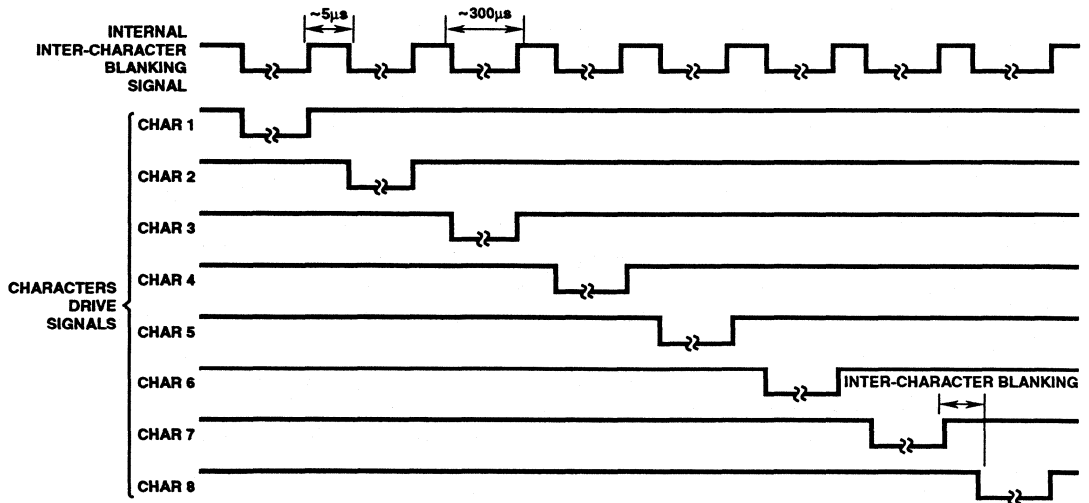 ~5µs
~300µs
INTERNAL
INTER-CHARACTER
BLANKING
SIGNAL
CHAR 1
CHAR 2
CHAR 3
CHAR 4
CHARACTERS
DRIVE
SIGNALS
CHAR 5
CHAR 6
INTER-CHARACTER BLANKING
CHAR 7
CHAR 8